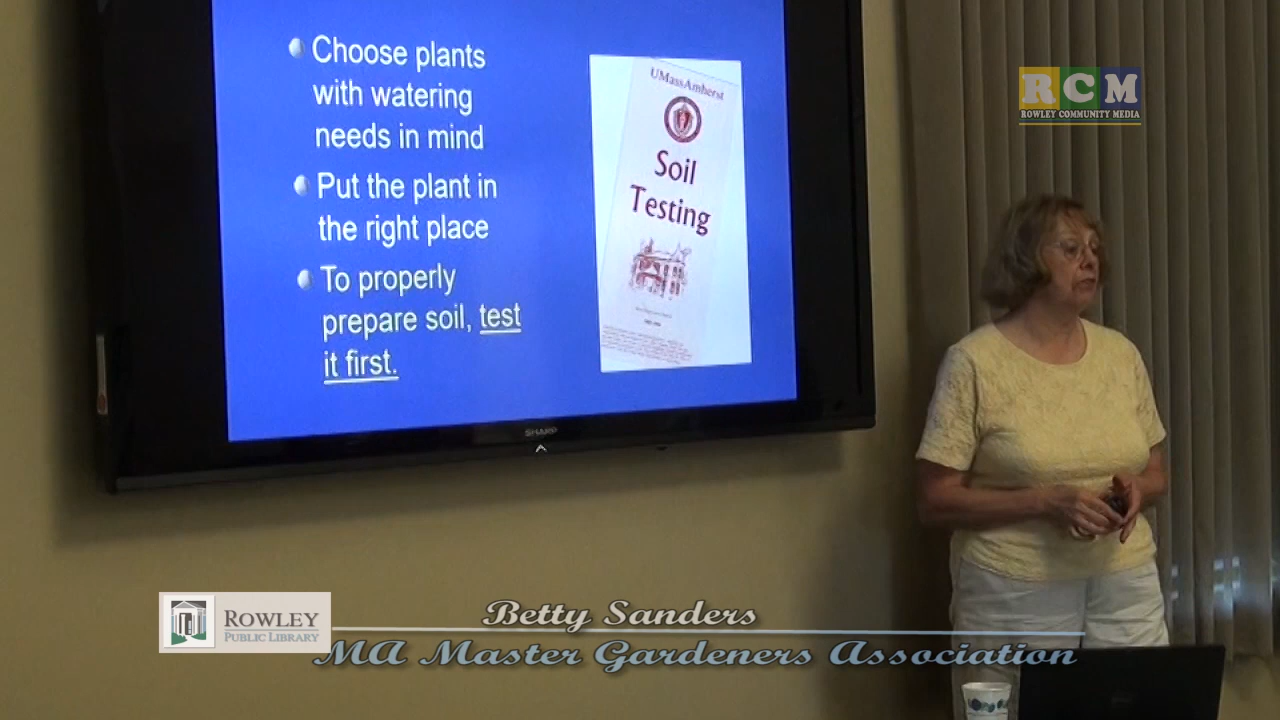 Choose plants
with watering
needs in mind
Put the plant in
the right place
To properly
prepare soil, test
it first.
UMassAmherst
Soil
Testing
SHARP
RCM
ROWLEY COMMUNITY MEDIA
ROWLEY
PUBLIC LIBRARY
Betty Sanders
MA Master Gardeners Association